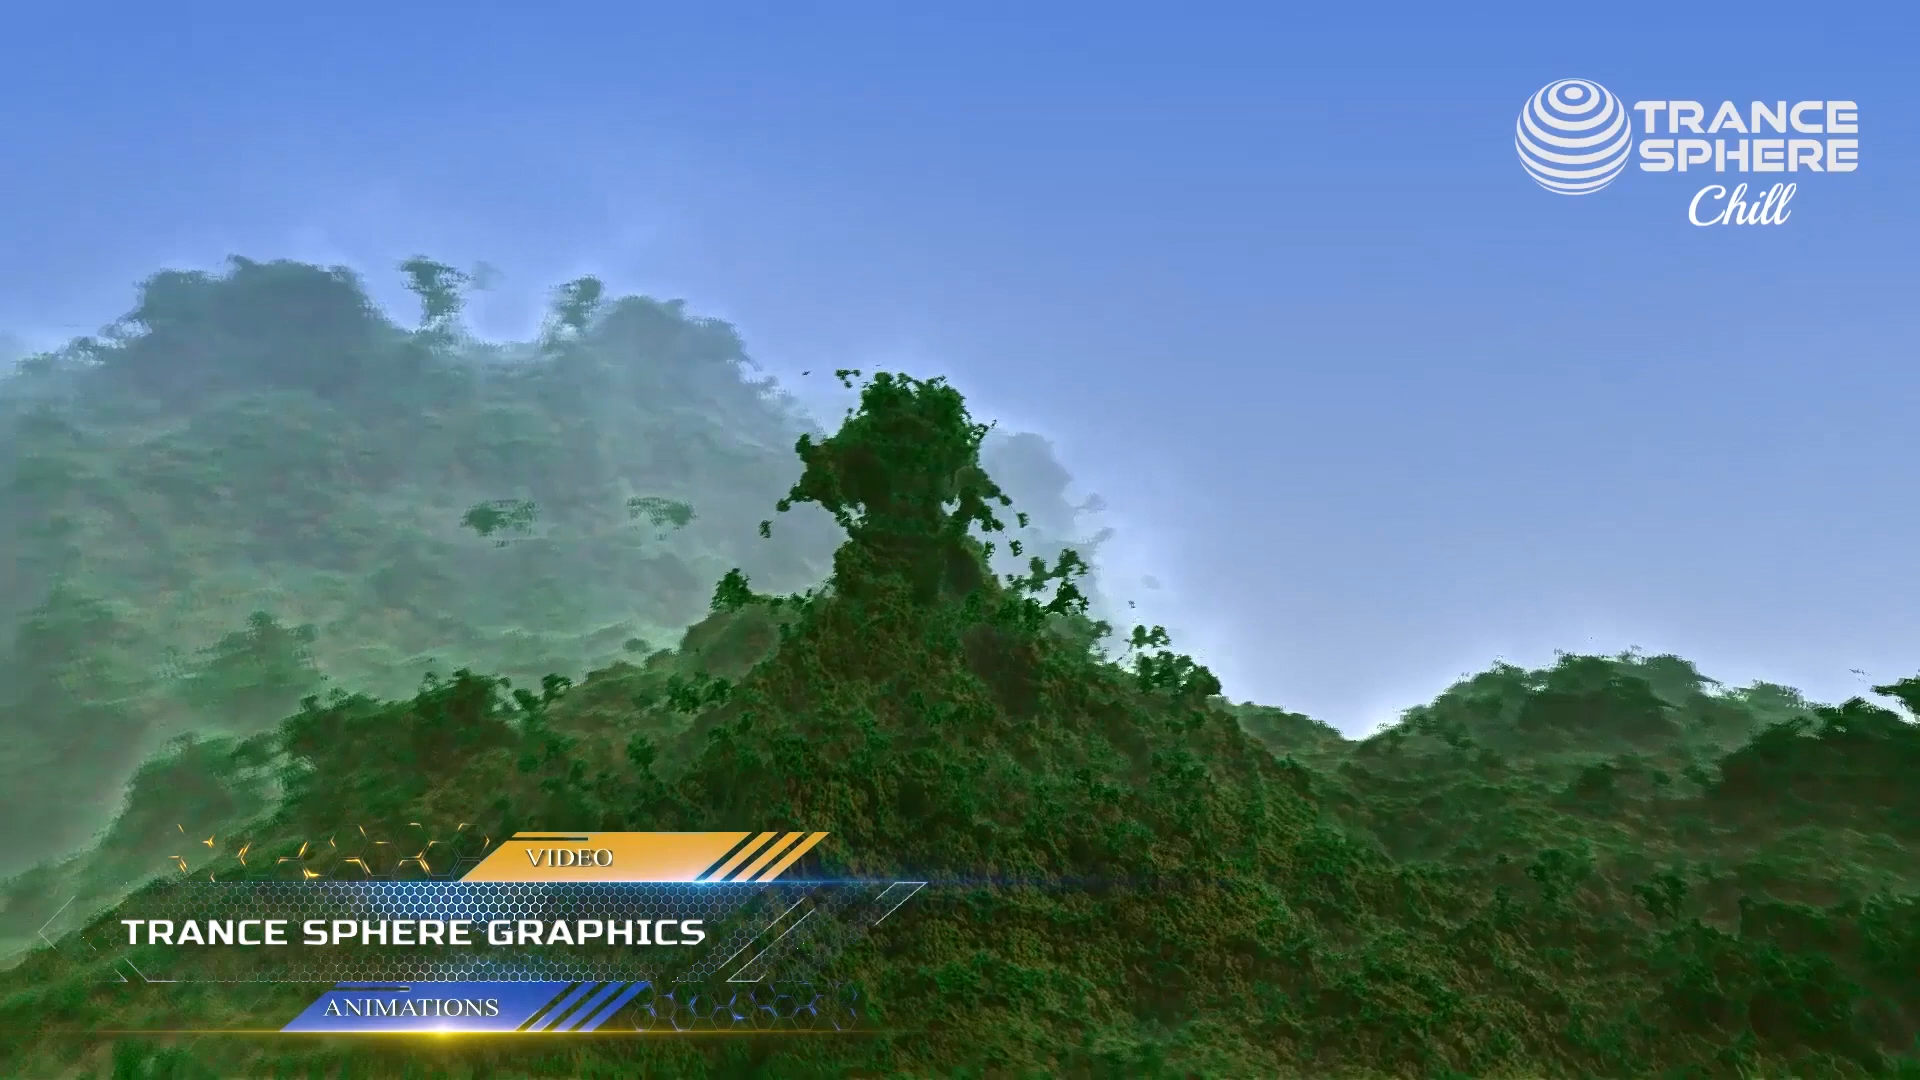 TRANCE
SPHERE
Chill
VIDEO
TRANCE SPHERE GRAPHICS
ANIMATIONS